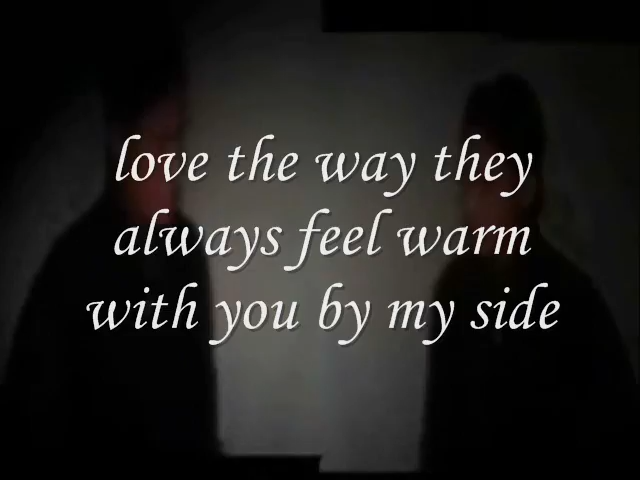 love the way they
always feel warm
with you by my side